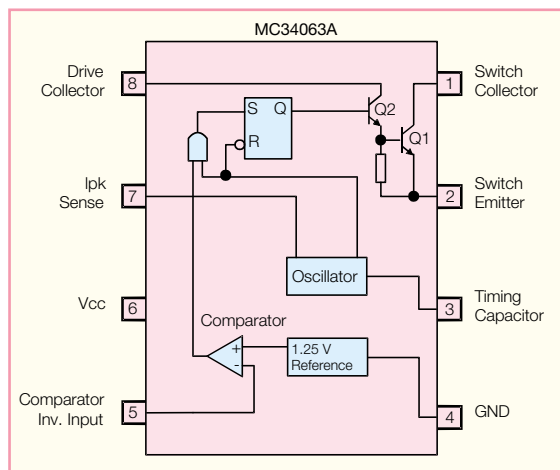 MC34063A
Drive
Collector
8
1
Switch
Collector
S
Q
Q2
R
Q1
Ipk
Sense
7
2
Switch
Emitter
Oscillator
Vcc
6
3
Timing
Capacitor
Comparator
+
-
1.25 V
Reference
Comparator
Inv. Input
5
4
GND